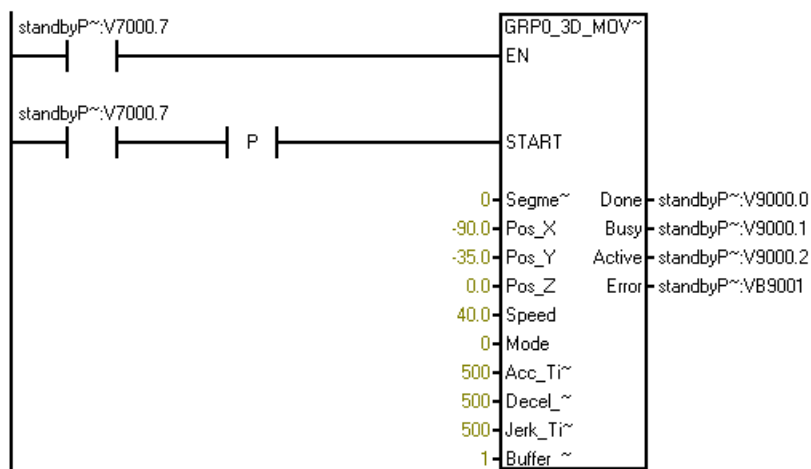 standbyP~:V7000.7
GRP0_3D_MOV~
EN
standbyP~:V7000.7
P
START
0 Segme~ Done standbyP~:V9000.0
-90.0 Pos_X Busy standbyP~:V9000.1
-35.0 Pos_Y Active standbyP~:V9000.2
0.0 Pos_Z Error standbyP~:VB9001
40.0 Speed
0 Mode
500 Acc_Ti~
500 Decel_~
500 Jerk_Ti~
1 Buffer_~